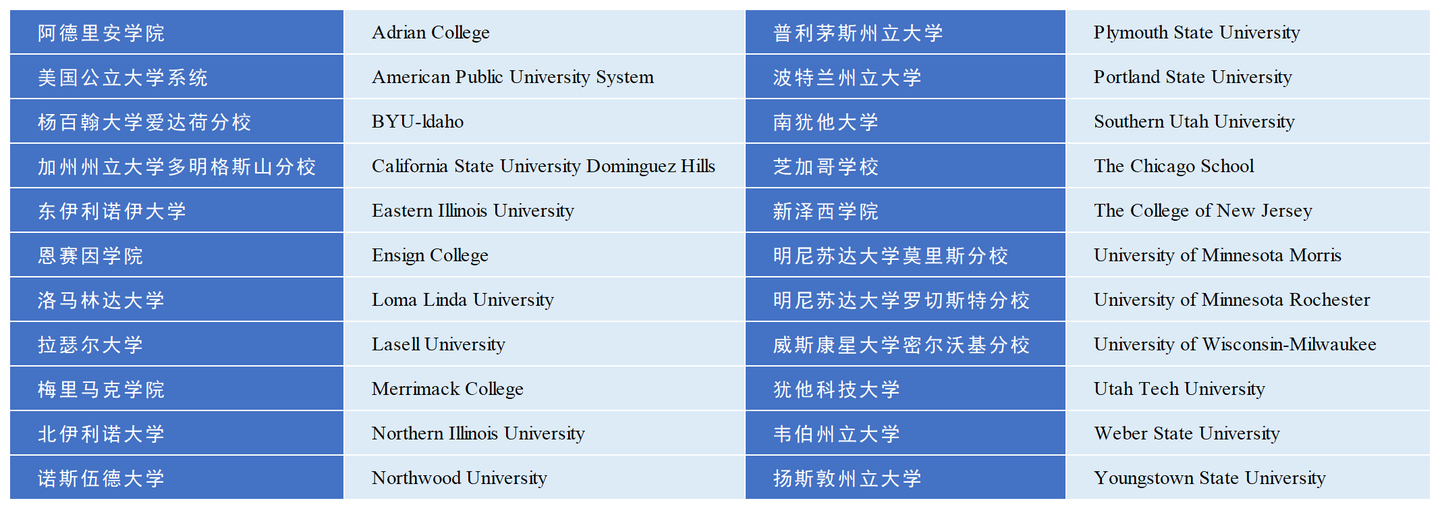 阿德里安学院 Adrian College 普利茅斯州立大学 Plymouth State University
美国公立大学系统 American Public University System 波特兰州立大学 Portland State University
杨百翰大学爱达荷分校 BYU-Idaho 南犹他大学 Southern Utah University
加州州立大学多明格斯山分校 California State University Dominguez Hills 芝加哥学校 The Chicago School
东伊利诺伊大学 Eastern Illinois University 新泽西学院 The College of New Jersey
恩赛因学院 Ensign College 明尼苏达大学莫里斯分校 University of Minnesota Morris
洛马林达大学 Loma Linda University 明尼苏达大学罗切斯特分校 University of Minnesota Rochester
拉瑟尔大学 Lasell University 威斯康星大学密尔沃基分校 University of Wisconsin-Milwaukee
梅里马克学院 Merrimack College 犹他科技大学 Utah Tech University
北伊利诺大学 Northern Illinois University 韦伯州立大学 Weber State University
诺斯伍德大学 Northwood University 扬斯敦州立大学 Youngstown State University